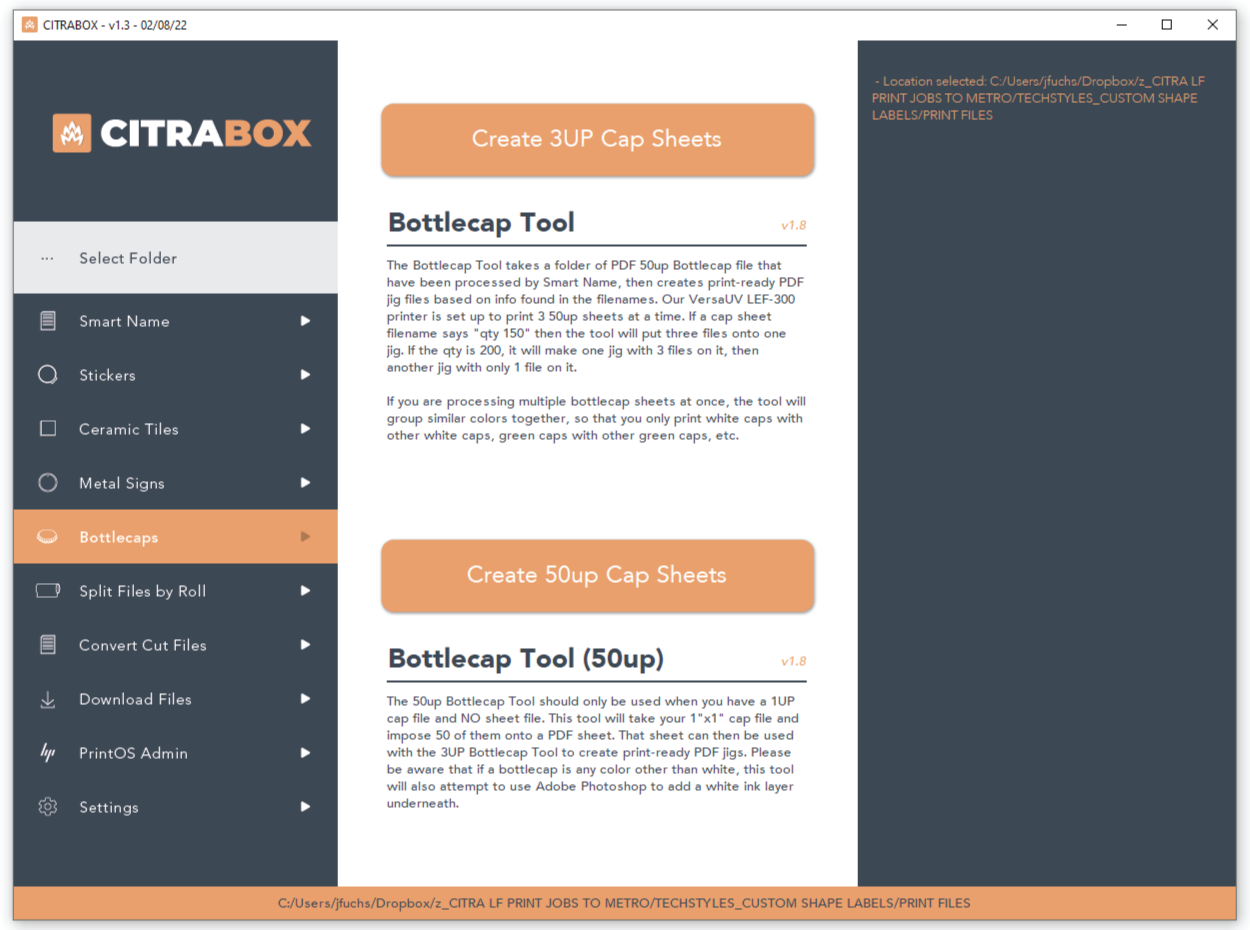 CITRABOX - v1.3 - 02/08/22
CITRABOX
Select Folder
Smart Name
Stickers
Ceramic Tiles
Metal Signs
Bottlecaps
Split Files by Roll
Convert Cut Files
Download Files
hp PrintOS Admin
Settings
Create 3UP Cap Sheets
Bottlecap Tool
v1.8
The Bottlecap Tool takes a folder of PDF 50up Bottlecap file that
have been processed by Smart Name, then creates print-ready PDF
jig files based on info found in the filenames. Our VersaUV LEF-300
printer is set up to print 3 50up sheets at a time. If a cap sheet
filename says "qty 150" then the tool will put three files onto one
jig. If the qty is 200, it will make one jig with 3 files on it, then
another jig with only 1 file on it.
If you are processing multiple bottlecap sheets at once, the tool will
group similar colors together, so that you only print white caps with
other white caps, green caps with other green caps, etc.
Create 50up Cap Sheets
Bottlecap Tool (50up)
v1.8
The 50up Bottlecap Tool should only be used when you have a 1UP
cap file and NO sheet file. This tool will take your 1"x1" cap file and
impose 50 of them onto a PDF sheet. That sheet can then be used
with the 3UP Bottlecap Tool to create print-ready PDF jigs. Please
be aware that if a bottlecap is any color other than white, this tool
will also attempt to use Adobe Photoshop to add a white ink layer
underneath.
- Location selected: C:/Users/jfuchs/Dropbox/z_CITRA LF
PRINT JOBS TO METRO/TECHSTYLES_CUSTOM SHAPE
LABELS/PRINT FILES
C:/Users/jfuchs/Dropbox/z_CITRA LF PRINT JOBS TO METRO/TECHSTYLES_CUSTOM SHAPE LABELS/PRINT FILES